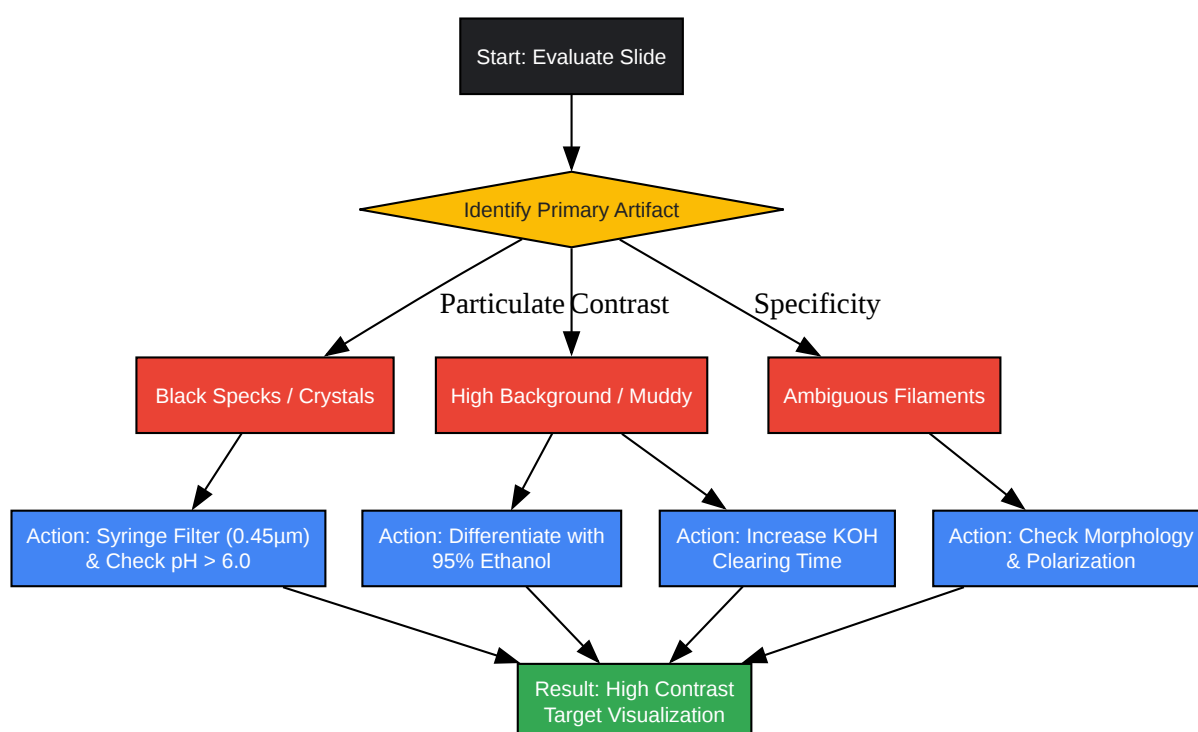 Start: Evaluate Slide
Identify Primary Artifact
Particulate
Contrast
Specificity
Black Specks / Crystals
High Background / Muddy
Ambiguous Filaments
Action: Syringe Filter (0.45µm)
& Check pH > 6.0
Action: Differentiate with
95% Ethanol
Action: Increase KOH
Clearing Time
Action: Check Morphology
& Polarization
Result: High Contrast
Target Visualization